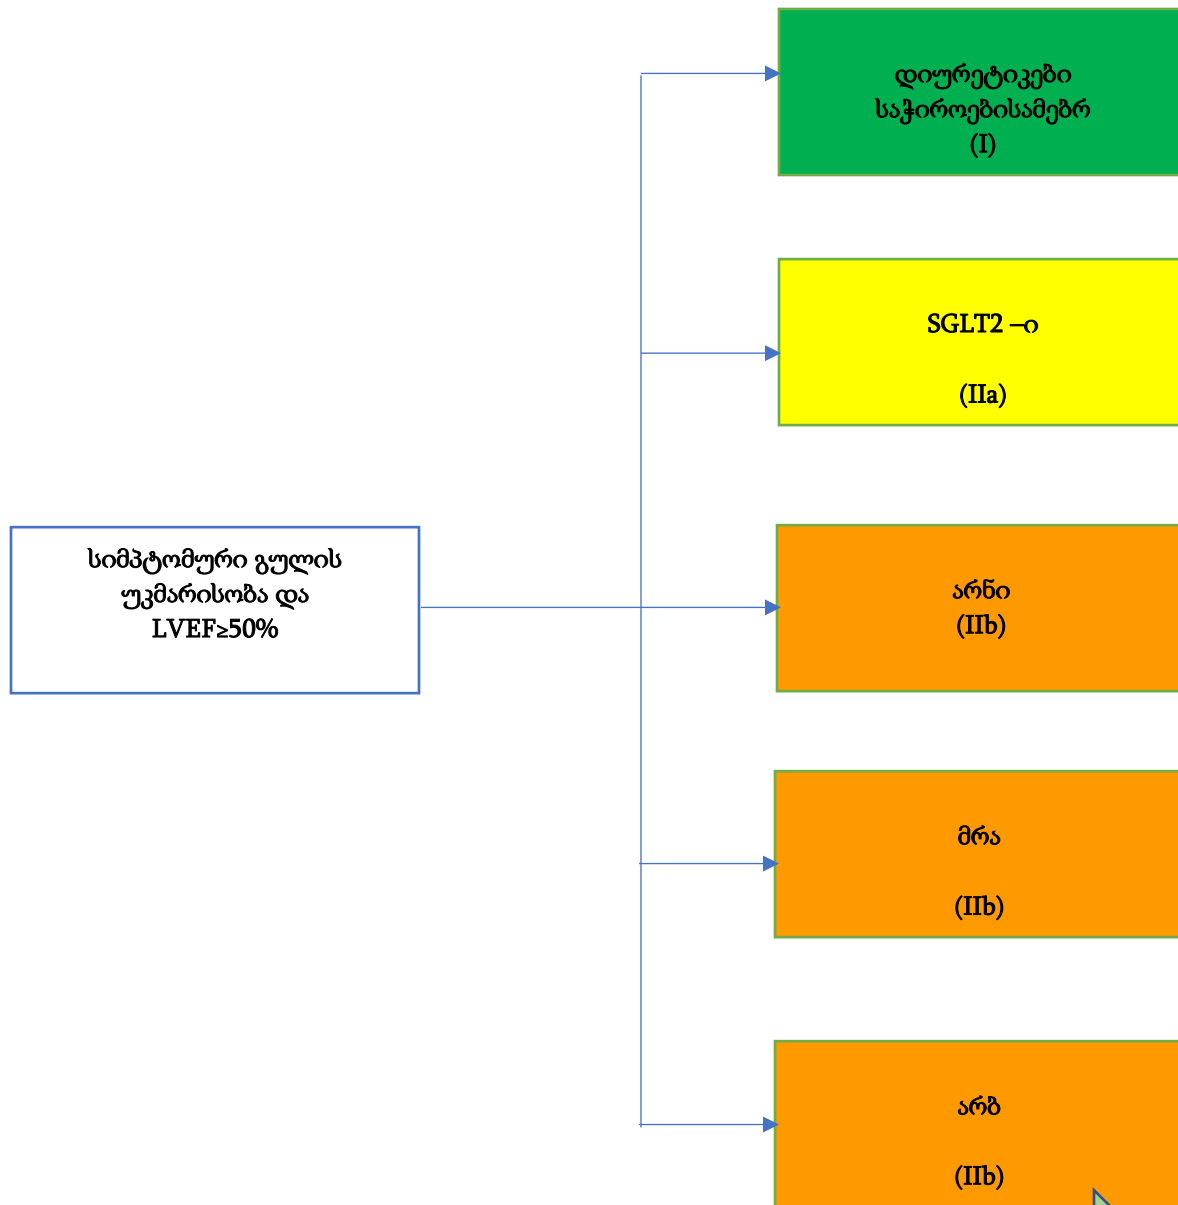 დიურეტიკები
საჭიროებისამებრ
(I)
SGLT2 –ი
(IIa)
სიმპტომური გულის
უკმარისობა და
LVEF≥50%
არნი
(IIb)
მრა
(IIb)
არბ
(IIb)